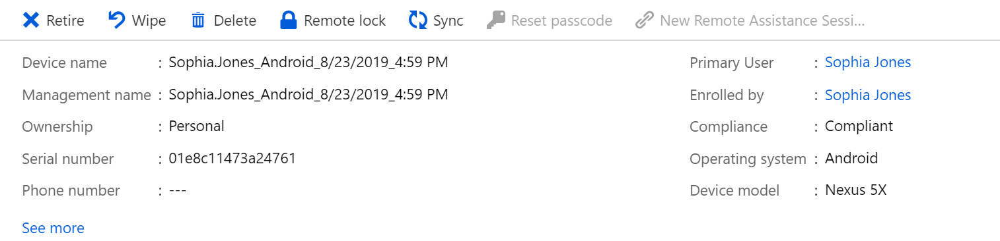 Retire Wipe Delete Remote lock Sync Reset passcode New Remote Assistance Sessi...
Device name : Sophia.Jones_Android_8/23/2019_4:59 PM Primary User : Sophia Jones
Management name : Sophia.Jones_Android_8/23/2019_4:59 PM Enrolled by : Sophia Jones
Ownership : Personal Compliance : Compliant
Serial number : 01e8c11473a24761 Operating system : Android
Phone number : --- Device model : Nexus 5X
See more